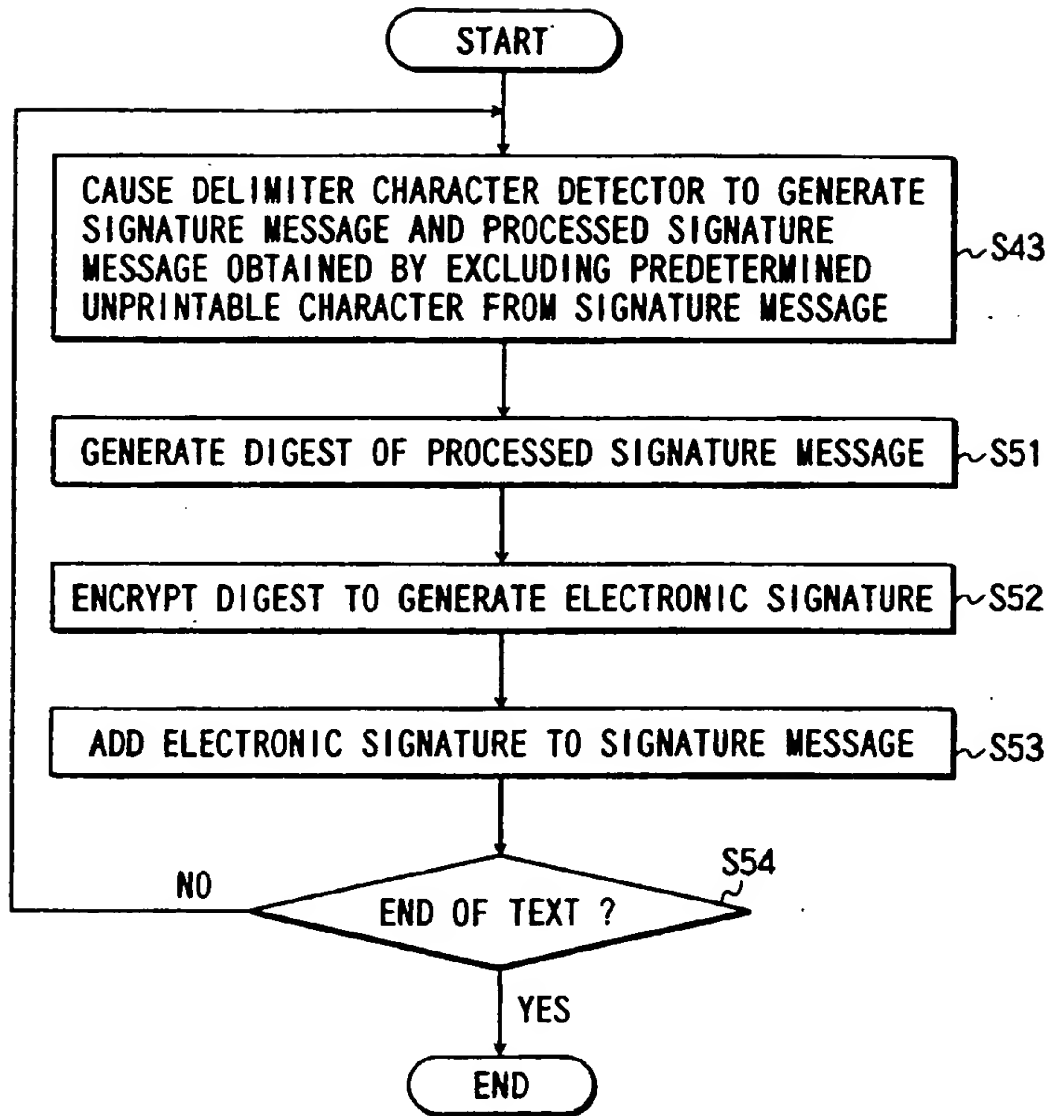 START
CAUSE DELIMITER CHARACTER DETECTOR TO GENERATE
SIGNATURE MESSAGE AND PROCESSED SIGNATURE
MESSAGE OBTAINED BY EXCLUDING PREDETERMINED
UNPRINTABLE CHARACTER FROM SIGNATURE MESSAGE
S43
GENERATE DIGEST OF PROCESSED SIGNATURE MESSAGE
S51
ENCRYPT DIGEST TO GENERATE ELECTRONIC SIGNATURE
S52
ADD ELECTRONIC SIGNATURE TO SIGNATURE MESSAGE
S53
S54
NO
END OF TEXT ?
YES
END